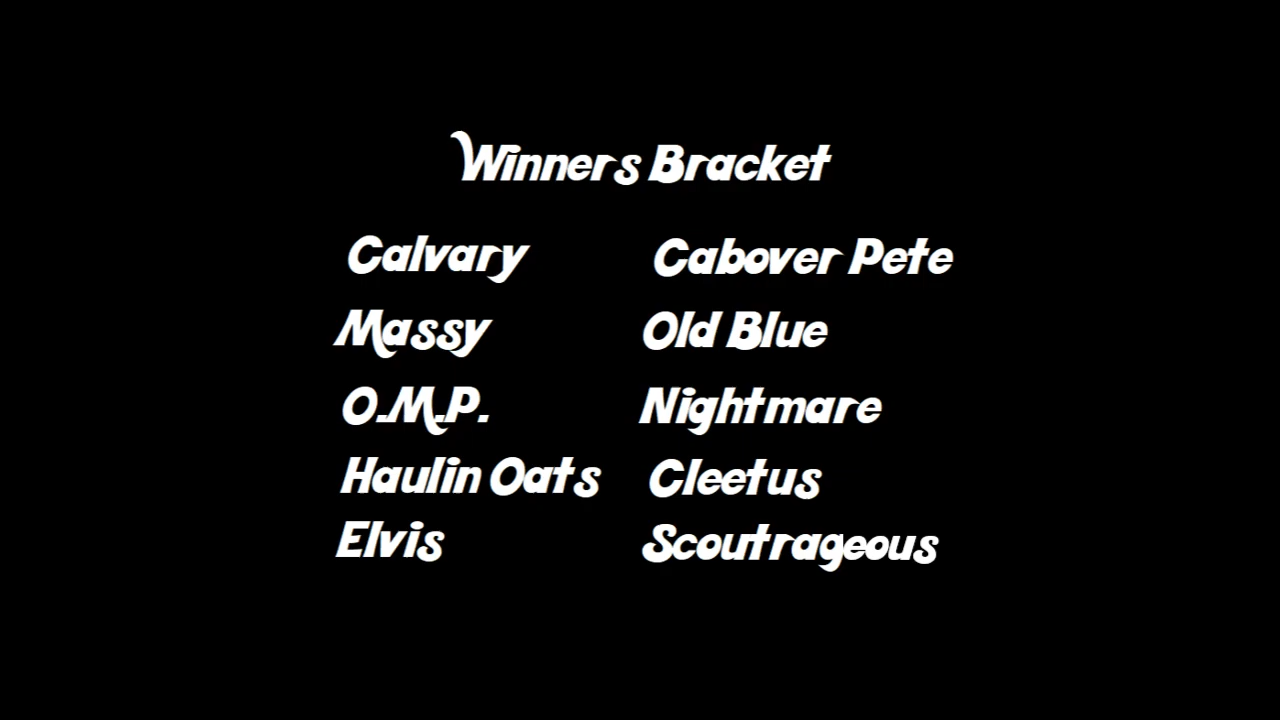 Winners Bracket
Calvary
Massy
O.M.P.
Haulin Oats
Elvis
Cabover Pete
Old Blue
Nightmare
Cleetus
Scoutrageous